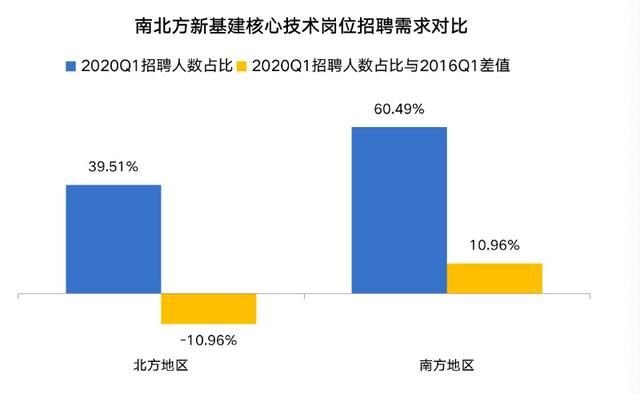 南北方新基建核心技术岗位招聘需求对比
2020Q1招聘人数占比 2020Q1招聘人数占比与2016Q1差值
60.49%
39.51%
10.96%
-10.96%
北方地区 南方地区